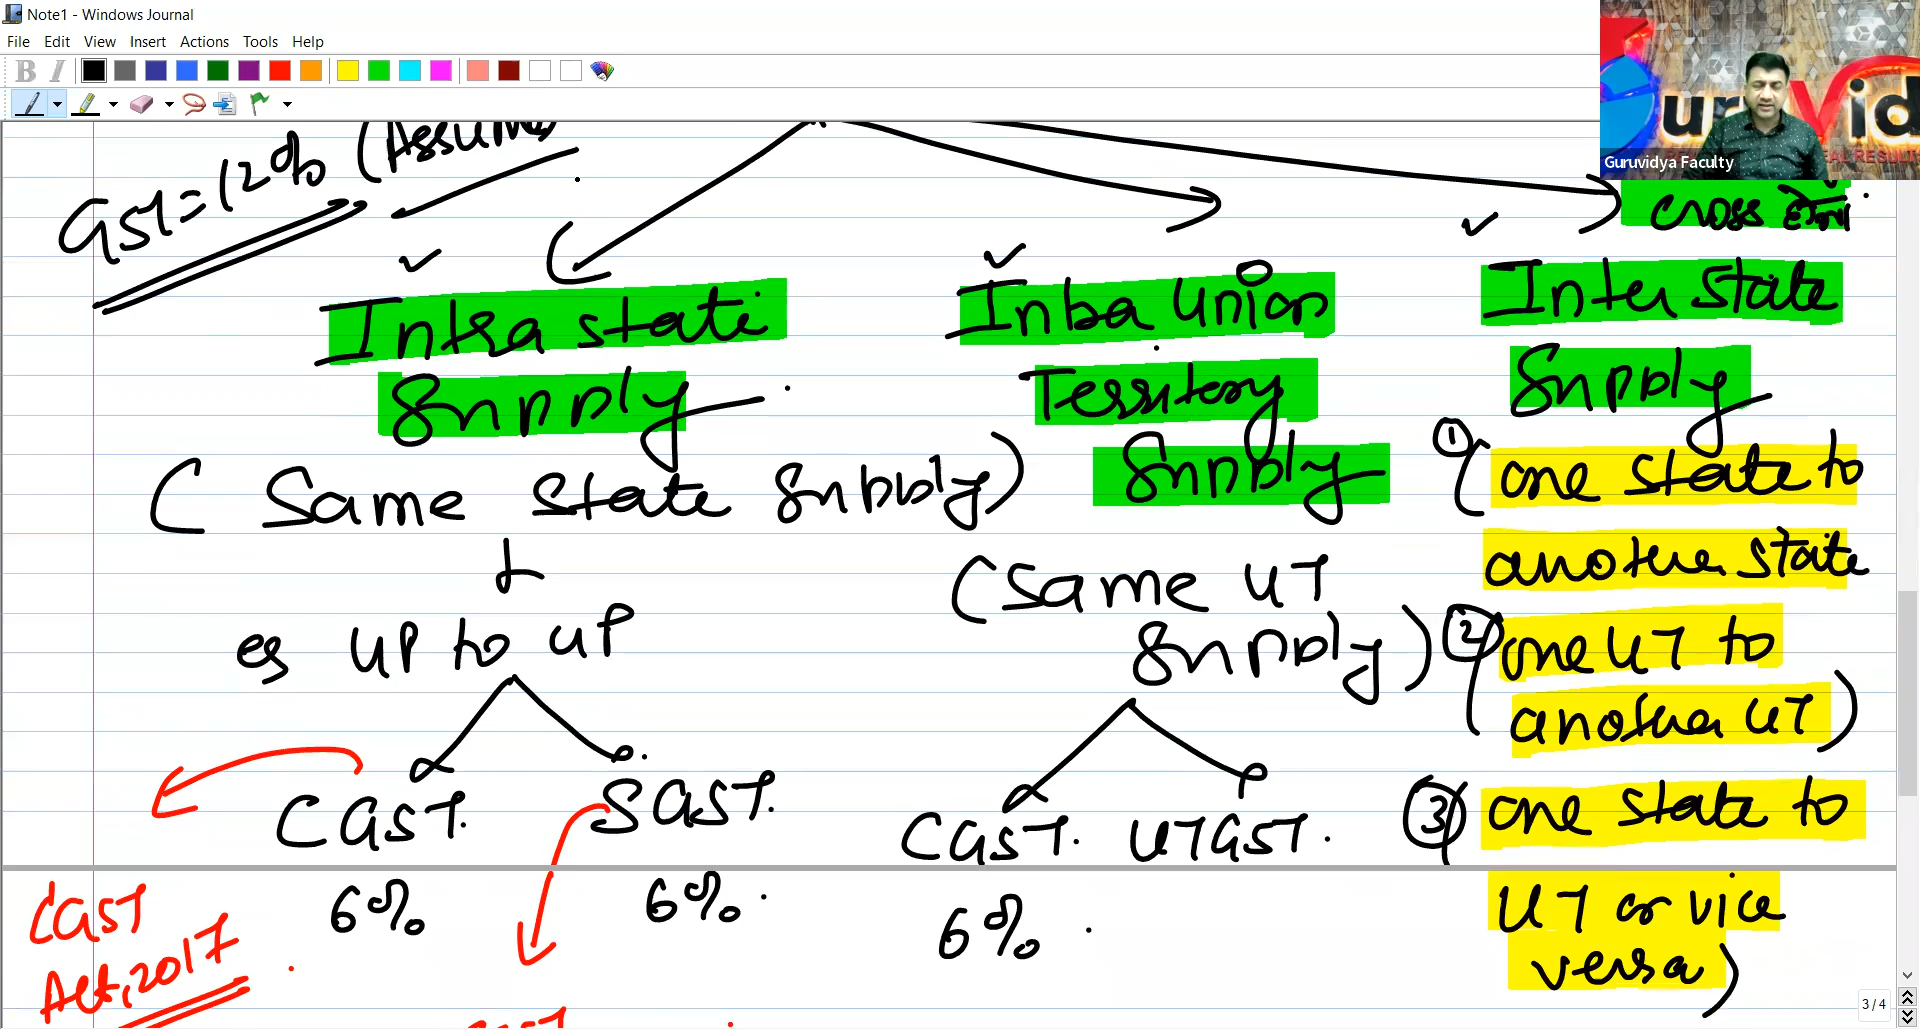 Note1 - Windows Journal
File Edit View Insert Actions Tools Help
B I
Guruvidya Faculty
GST = 12% (Assume
cross
Intra state
Supply
(Same state Supply)
eg UP to UP
CGST. SGST.
6% 6%.
CGST
Act, 2017
Intra Union
Territory
Supply
(Same UT
Supply)
CGST. UTGST.
6%
Inter State
Supply
① (one state to
another state
② one UT to
another UT)
③ one state to
UT or vice
versa)
3 / 4